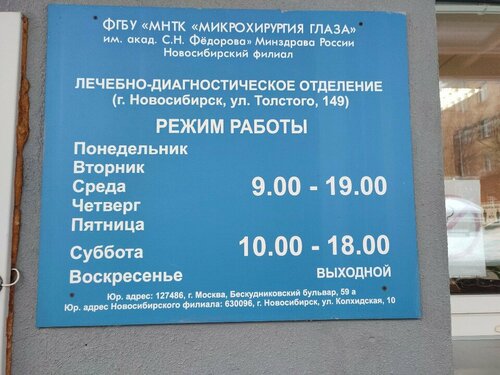 ФГБУ «МНТК «МИКРОХИРУРГИЯ ГЛАЗА»
им. акад. С.Н. Фёдорова» Минздрава России
Новосибирский филиал
ЛЕЧЕБНО-ДИАГНОСТИЧЕСКОЕ ОТДЕЛЕНИЕ
(г. Новосибирск, ул. Толстого, 149)
РЕЖИМ РАБОТЫ
Понедельник
Вторник
Среда 9.00 - 19.00
Четверг
Пятница
Суббота 10.00 - 18.00
Воскресенье ВЫХОДНОЙ
Юр. адрес: 127486, г. Москва, Бескудниковский бульвар, 59 а
Юр. адрес Новосибирского филиала: 630096, г. Новосибирск, ул. Колхидская, 10